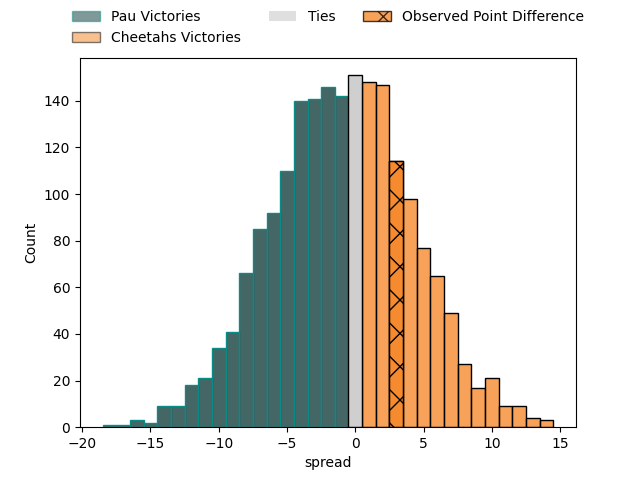 Pau Victories
Cheetahs Victories
Ties
Observed Point Difference
Count
140
120
100
80
60
40
20
0
−20
−15
−10
−5
0
5
10
15
spread